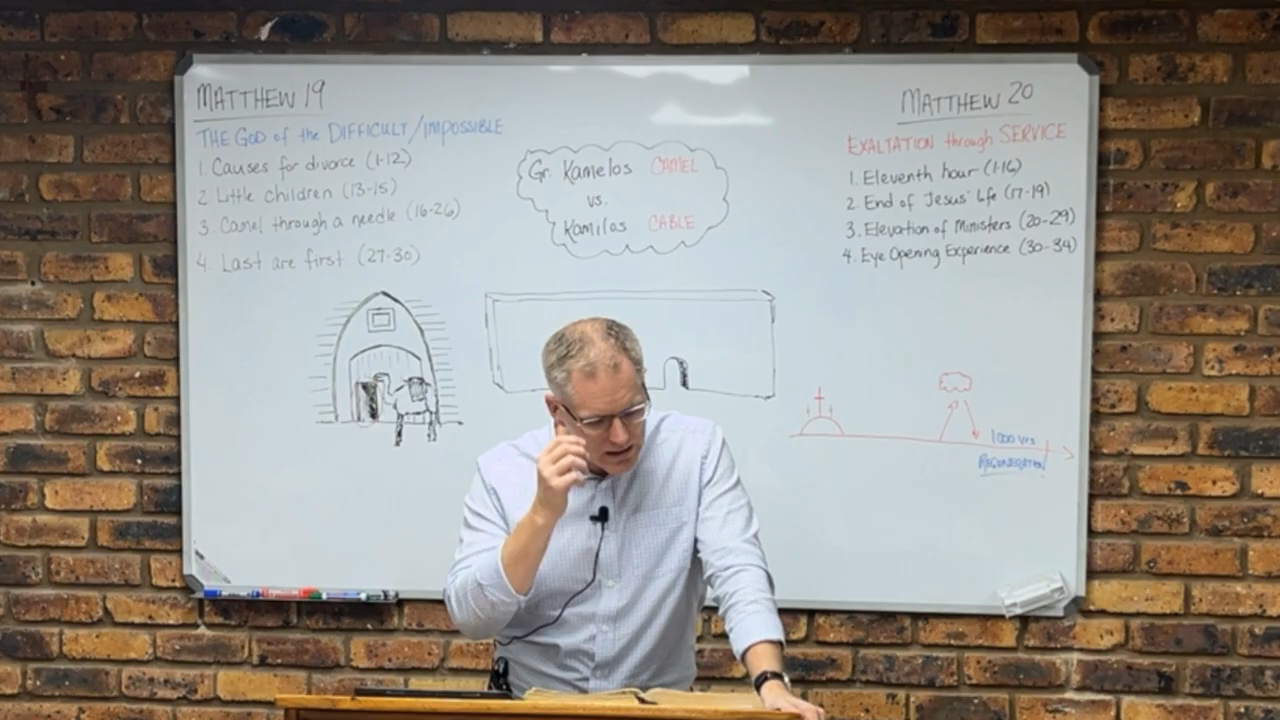 MATTHEW 19
THE GOD of the DIFFICULT/IMPOSSIBLE
1. Causes for divorce (1-12)
2 Little children (13-15)
3. Camel through a needle (16-26)
4. Last are first (27-30)
Gr. Kamelos CAMEL
vs.
Kamilos CABLE
MATTHEW 20
EXALTATION through SERVICE
1. Eleventh hour (1-16)
2 End of Jesus' life (17-19)
3. Elevation of Ministers (20-29)
4. Eye Opening Experience (30-34)
1000 yrs
REGENERATION